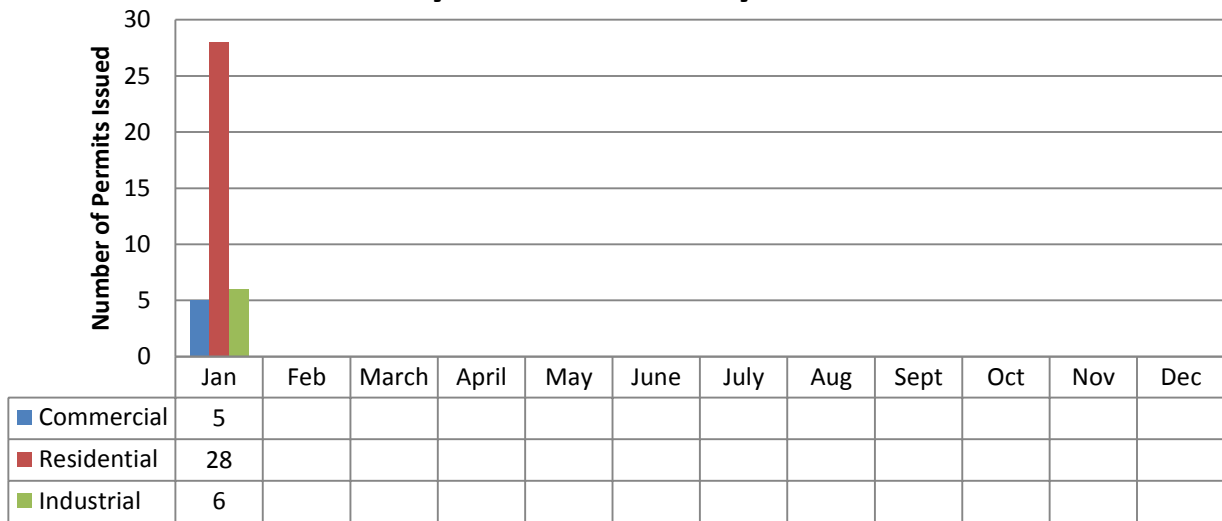 30
25
20
15
10
5
0
Number of Permits Issued
Jan Feb March April May June July Aug Sept Oct Nov Dec
Commercial 5
Residential 28
Industrial 6